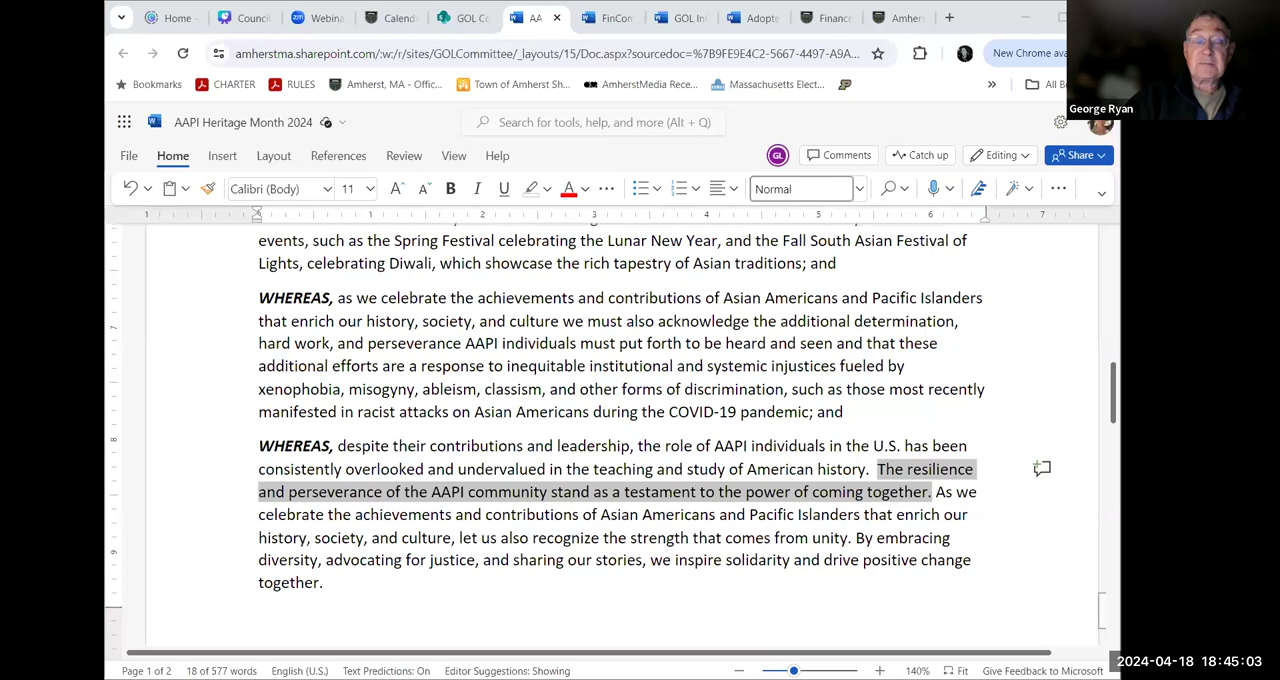 Home
Counci
Webina
Calend
GOL Co
AA
FinCom
GOL In
Adopte
Finance
Amher
amherstma.sharepoint.com/:w:/r/sites/GOLCommittee/_layouts/15/Doc.aspx?sourcedoc=%7B9FE9E4C2-5667-4497-A9A...
New Chrome ava
Bookmarks
CHARTER
RULES
Amherst, MA - Offic...
Town of Amherst Sh...
AmherstMedia Rece...
Massachusetts Elect...
»
All B
George Ryan
AAPI Heritage Month 2024
Search for tools, help, and more (Alt + Q)
File Home Insert Layout References Review View Help
GL
Comments
Catch up
Editing
Share
Calibri (Body)
11
B I U
Normal
1 1 2 3 4 5 6 7
events, such as the Spring Festival celebrating the Lunar New Year, and the Fall South Asian Festival of
Lights, celebrating Diwali, which showcase the rich tapestry of Asian traditions; and
WHEREAS, as we celebrate the achievements and contributions of Asian Americans and Pacific Islanders
that enrich our history, society, and culture we must also acknowledge the additional determination,
hard work, and perseverance AAPI individuals must put forth to be heard and seen and that these
additional efforts are a response to inequitable institutional and systemic injustices fueled by
xenophobia, misogyny, ableism, classism, and other forms of discrimination, such as those most recently
manifested in racist attacks on Asian Americans during the COVID-19 pandemic; and
WHEREAS, despite their contributions and leadership, the role of AAPI individuals in the U.S. has been
consistently overlooked and undervalued in the teaching and study of American history. The resilience
and perseverance of the AAPI community stand as a testament to the power of coming together. As we
celebrate the achievements and contributions of Asian Americans and Pacific Islanders that enrich our
history, society, and culture, let us also recognize the strength that comes from unity. By embracing
diversity, advocating for justice, and sharing our stories, we inspire solidarity and drive positive change
together.
7
8
9
Page 1 of 2
18 of 577 words
English (U.S.)
Text Predictions: On
Editor Suggestions: Showing
140%
Fit
Give Feedback to Microsoft
2024-04-18 18:45:03